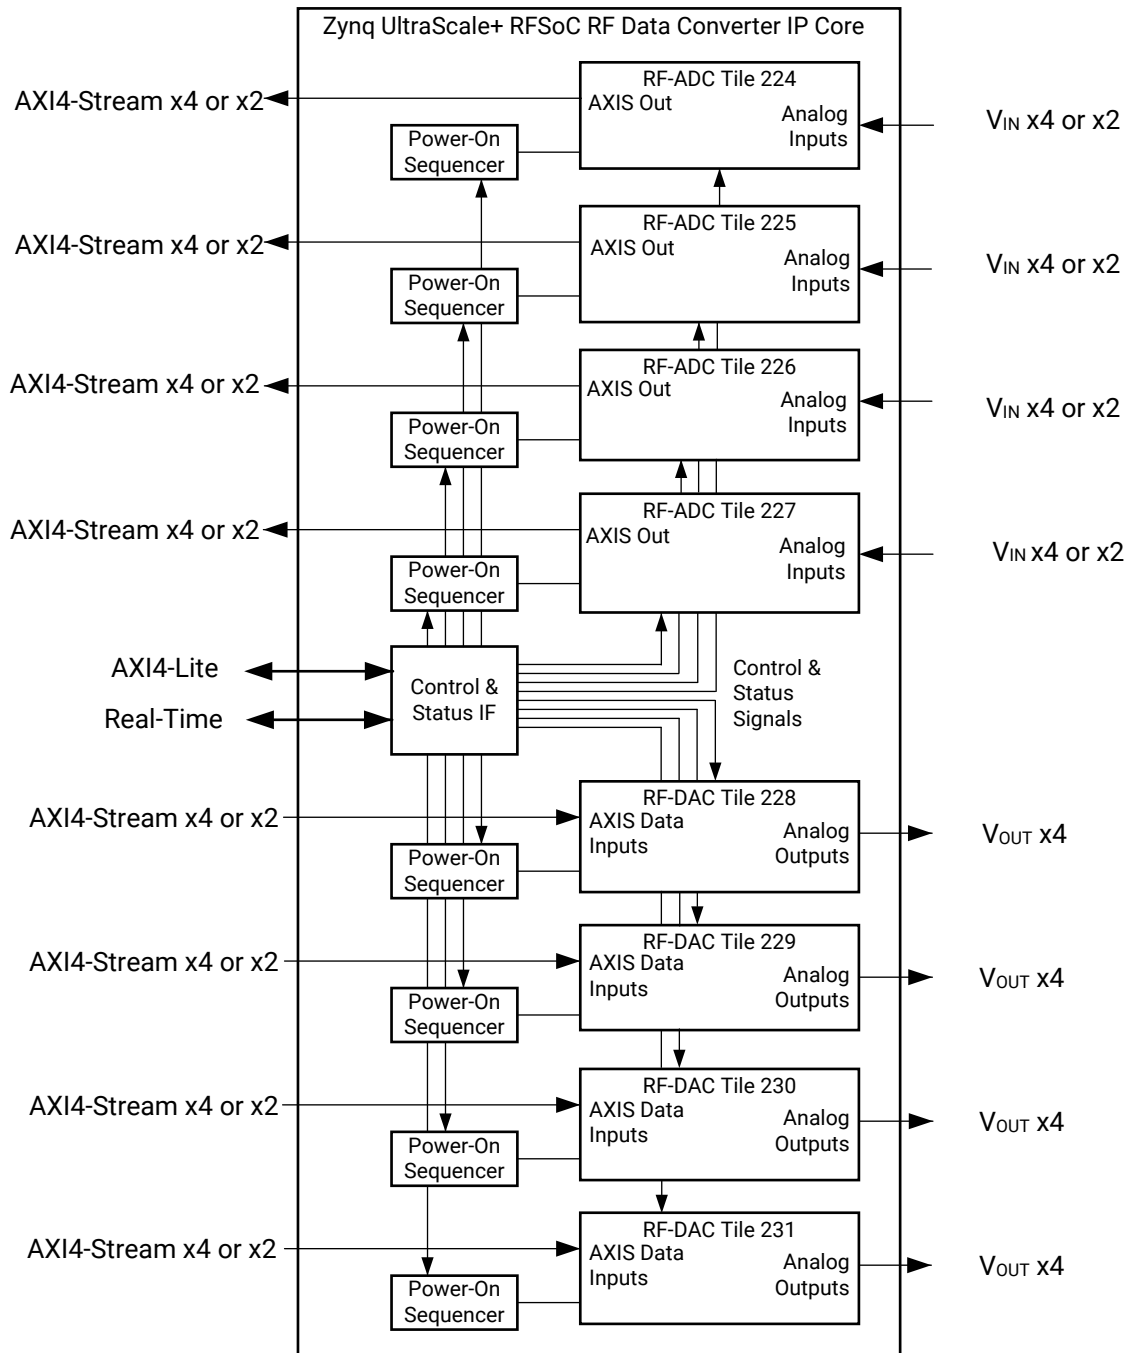 Zynq UltraScale+ RFSoC RF Data Converter IP Core
RF-ADC Tile 224
AXI4-Stream x4 or x2
AXIS Out
Analog
Inputs
VIN x4 or x2
Power-On
Sequencer
RF-ADC Tile 225
AXI4-Stream x4 or x2
AXIS Out
Analog
Inputs
VIN x4 or x2
Power-On
Sequencer
RF-ADC Tile 226
AXI4-Stream x4 or x2
AXIS Out
Analog
Inputs
VIN x4 or x2
Power-On
Sequencer
RF-ADC Tile 227
AXI4-Stream x4 or x2
AXIS Out
Analog
Inputs
VIN x4 or x2
Power-On
Sequencer
AXI4-Lite
Real-Time
Control &
Status IF
Control &
Status
Signals
RF-DAC Tile 228
AXI4-Stream x4 or x2
AXIS Data
Inputs
Analog
Outputs
VOUT x4
Power-On
Sequencer
RF-DAC Tile 229
AXI4-Stream x4 or x2
AXIS Data
Inputs
Analog
Outputs
VOUT x4
Power-On
Sequencer
RF-DAC Tile 230
AXI4-Stream x4 or x2
AXIS Data
Inputs
Analog
Outputs
VOUT x4
Power-On
Sequencer
RF-DAC Tile 231
AXI4-Stream x4 or x2
AXIS Data
Inputs
Analog
Outputs
VOUT x4
Power-On
Sequencer